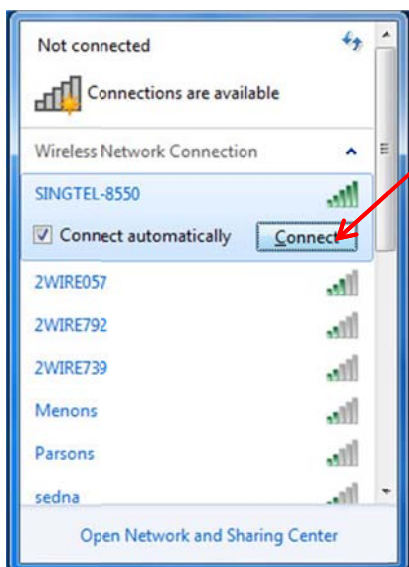 Not connected
Connections are available
Wireless Network Connection
SINGTEL-8550
Connect automatically Connect
2WIRE057
2WIRE792
2WIRE739
Menons
Parsons
sedna
Open Network and Sharing Center